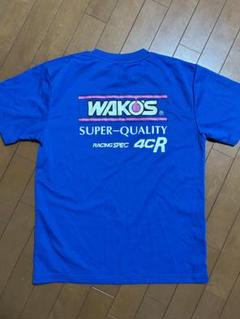 WAKO'S®
SUPER-QUALITY
RACING SPEC 4CR